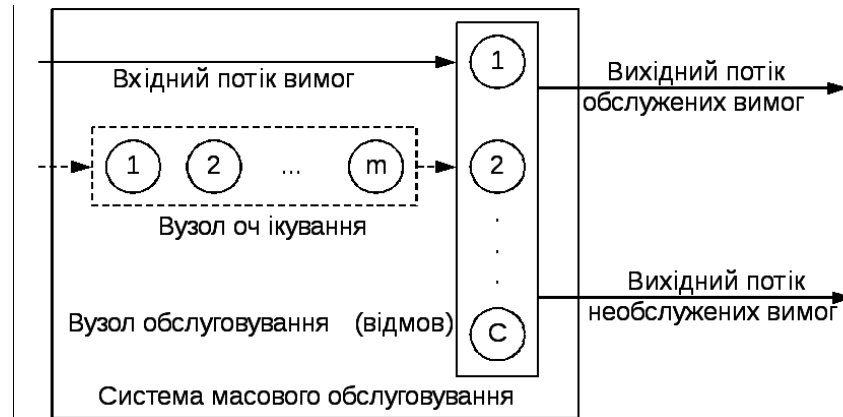 1
Вхідний потік вимог
Вихідний потік
обслужених вимог
1 2 ... m
2
Вузол оч ікування
.
.
.
Вихідний потік
необслужених вимог
Вузол обслуговування (відмов)
C
Система масового обслуговування